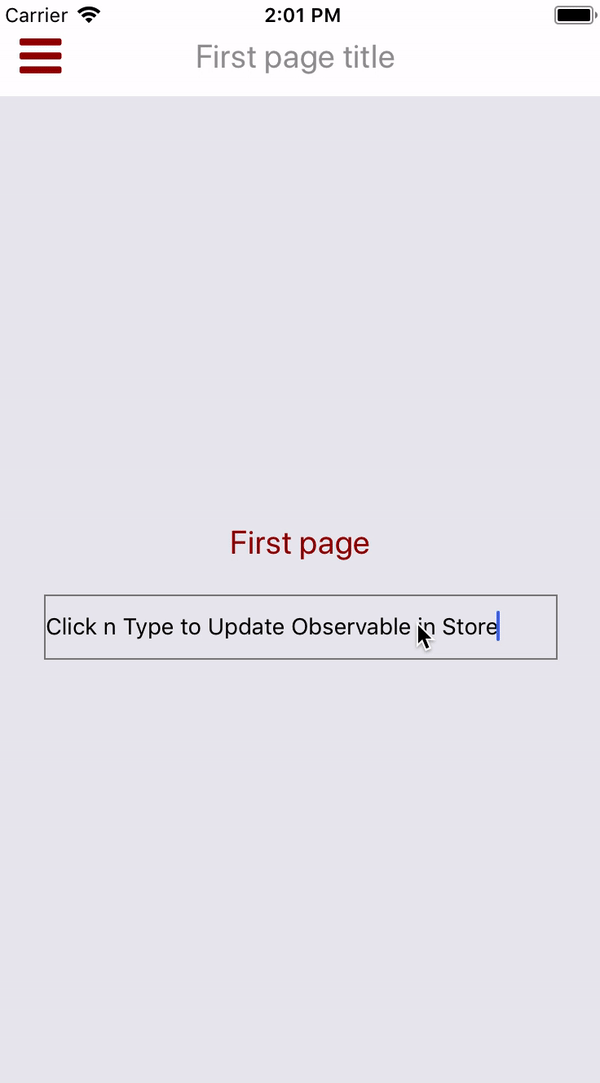 Carrier 2:01 PM
First page title
First page
Click n Type to Update Observable in Store